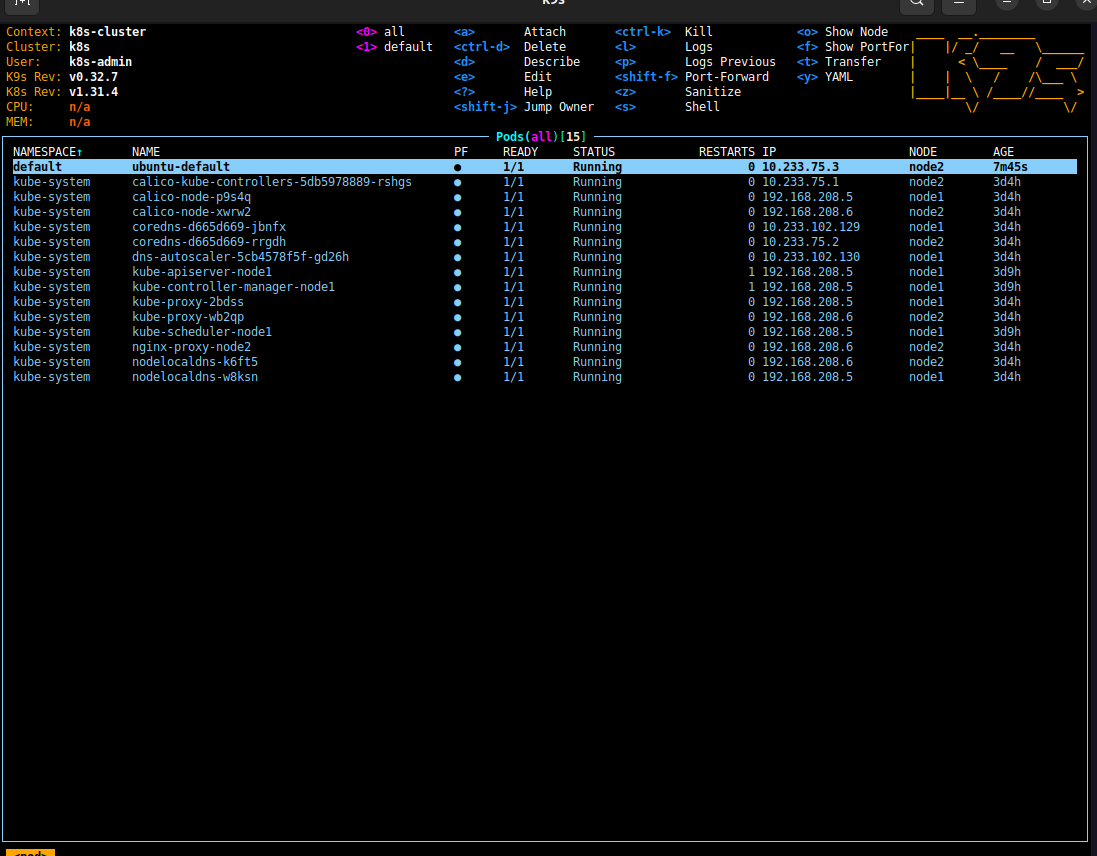 k9s
Context: k8s-cluster <0> all <a> Attach <ctrl-k> Kill <o> Show Node
Cluster: k8s <1> default <ctrl-d> Delete <l> Logs <f> Show PortFor
User: k8s-admin <d> Describe <p> Logs Previous <t> Transfer
K9s Rev: v0.32.7 <e> Edit <shift-f> Port-Forward <y> YAML
K8s Rev: v1.31.4 <?> Help <z> Sanitize
CPU: n/a <shift-j> Jump Owner <s> Shell
MEM: n/a
Pods(all)[15]
NAMESPACE↑ NAME PF READY STATUS RESTARTS IP NODE AGE
default ubuntu-default ● 1/1 Running 0 10.233.75.3 node2 7m45s
kube-system calico-kube-controllers-5db5978889-rshgs ● 1/1 Running 0 10.233.75.1 node2 3d4h
kube-system calico-node-p9s4q ● 1/1 Running 0 192.168.208.5 node1 3d4h
kube-system calico-node-xwrw2 ● 1/1 Running 0 192.168.208.6 node2 3d4h
kube-system coredns-d665d669-jbnfx ● 1/1 Running 0 10.233.102.129 node1 3d4h
kube-system coredns-d665d669-rrgdh ● 1/1 Running 0 10.233.75.2 node2 3d4h
kube-system dns-autoscaler-5cb4578f5f-gd26h ● 1/1 Running 0 10.233.102.130 node1 3d4h
kube-system kube-apiserver-node1 ● 1/1 Running 1 192.168.208.5 node1 3d9h
kube-system kube-controller-manager-node1 ● 1/1 Running 1 192.168.208.5 node1 3d9h
kube-system kube-proxy-2bdss ● 1/1 Running 0 192.168.208.5 node1 3d4h
kube-system kube-proxy-wb2qp ● 1/1 Running 0 192.168.208.6 node2 3d4h
kube-system kube-scheduler-node1 ● 1/1 Running 0 192.168.208.5 node1 3d9h
kube-system nginx-proxy-node2 ● 1/1 Running 0 192.168.208.6 node2 3d4h
kube-system nodelocaldns-k6ft5 ● 1/1 Running 0 192.168.208.6 node2 3d4h
kube-system nodelocaldns-w8ksn ● 1/1 Running 0 192.168.208.5 node1 3d4h
<pod>